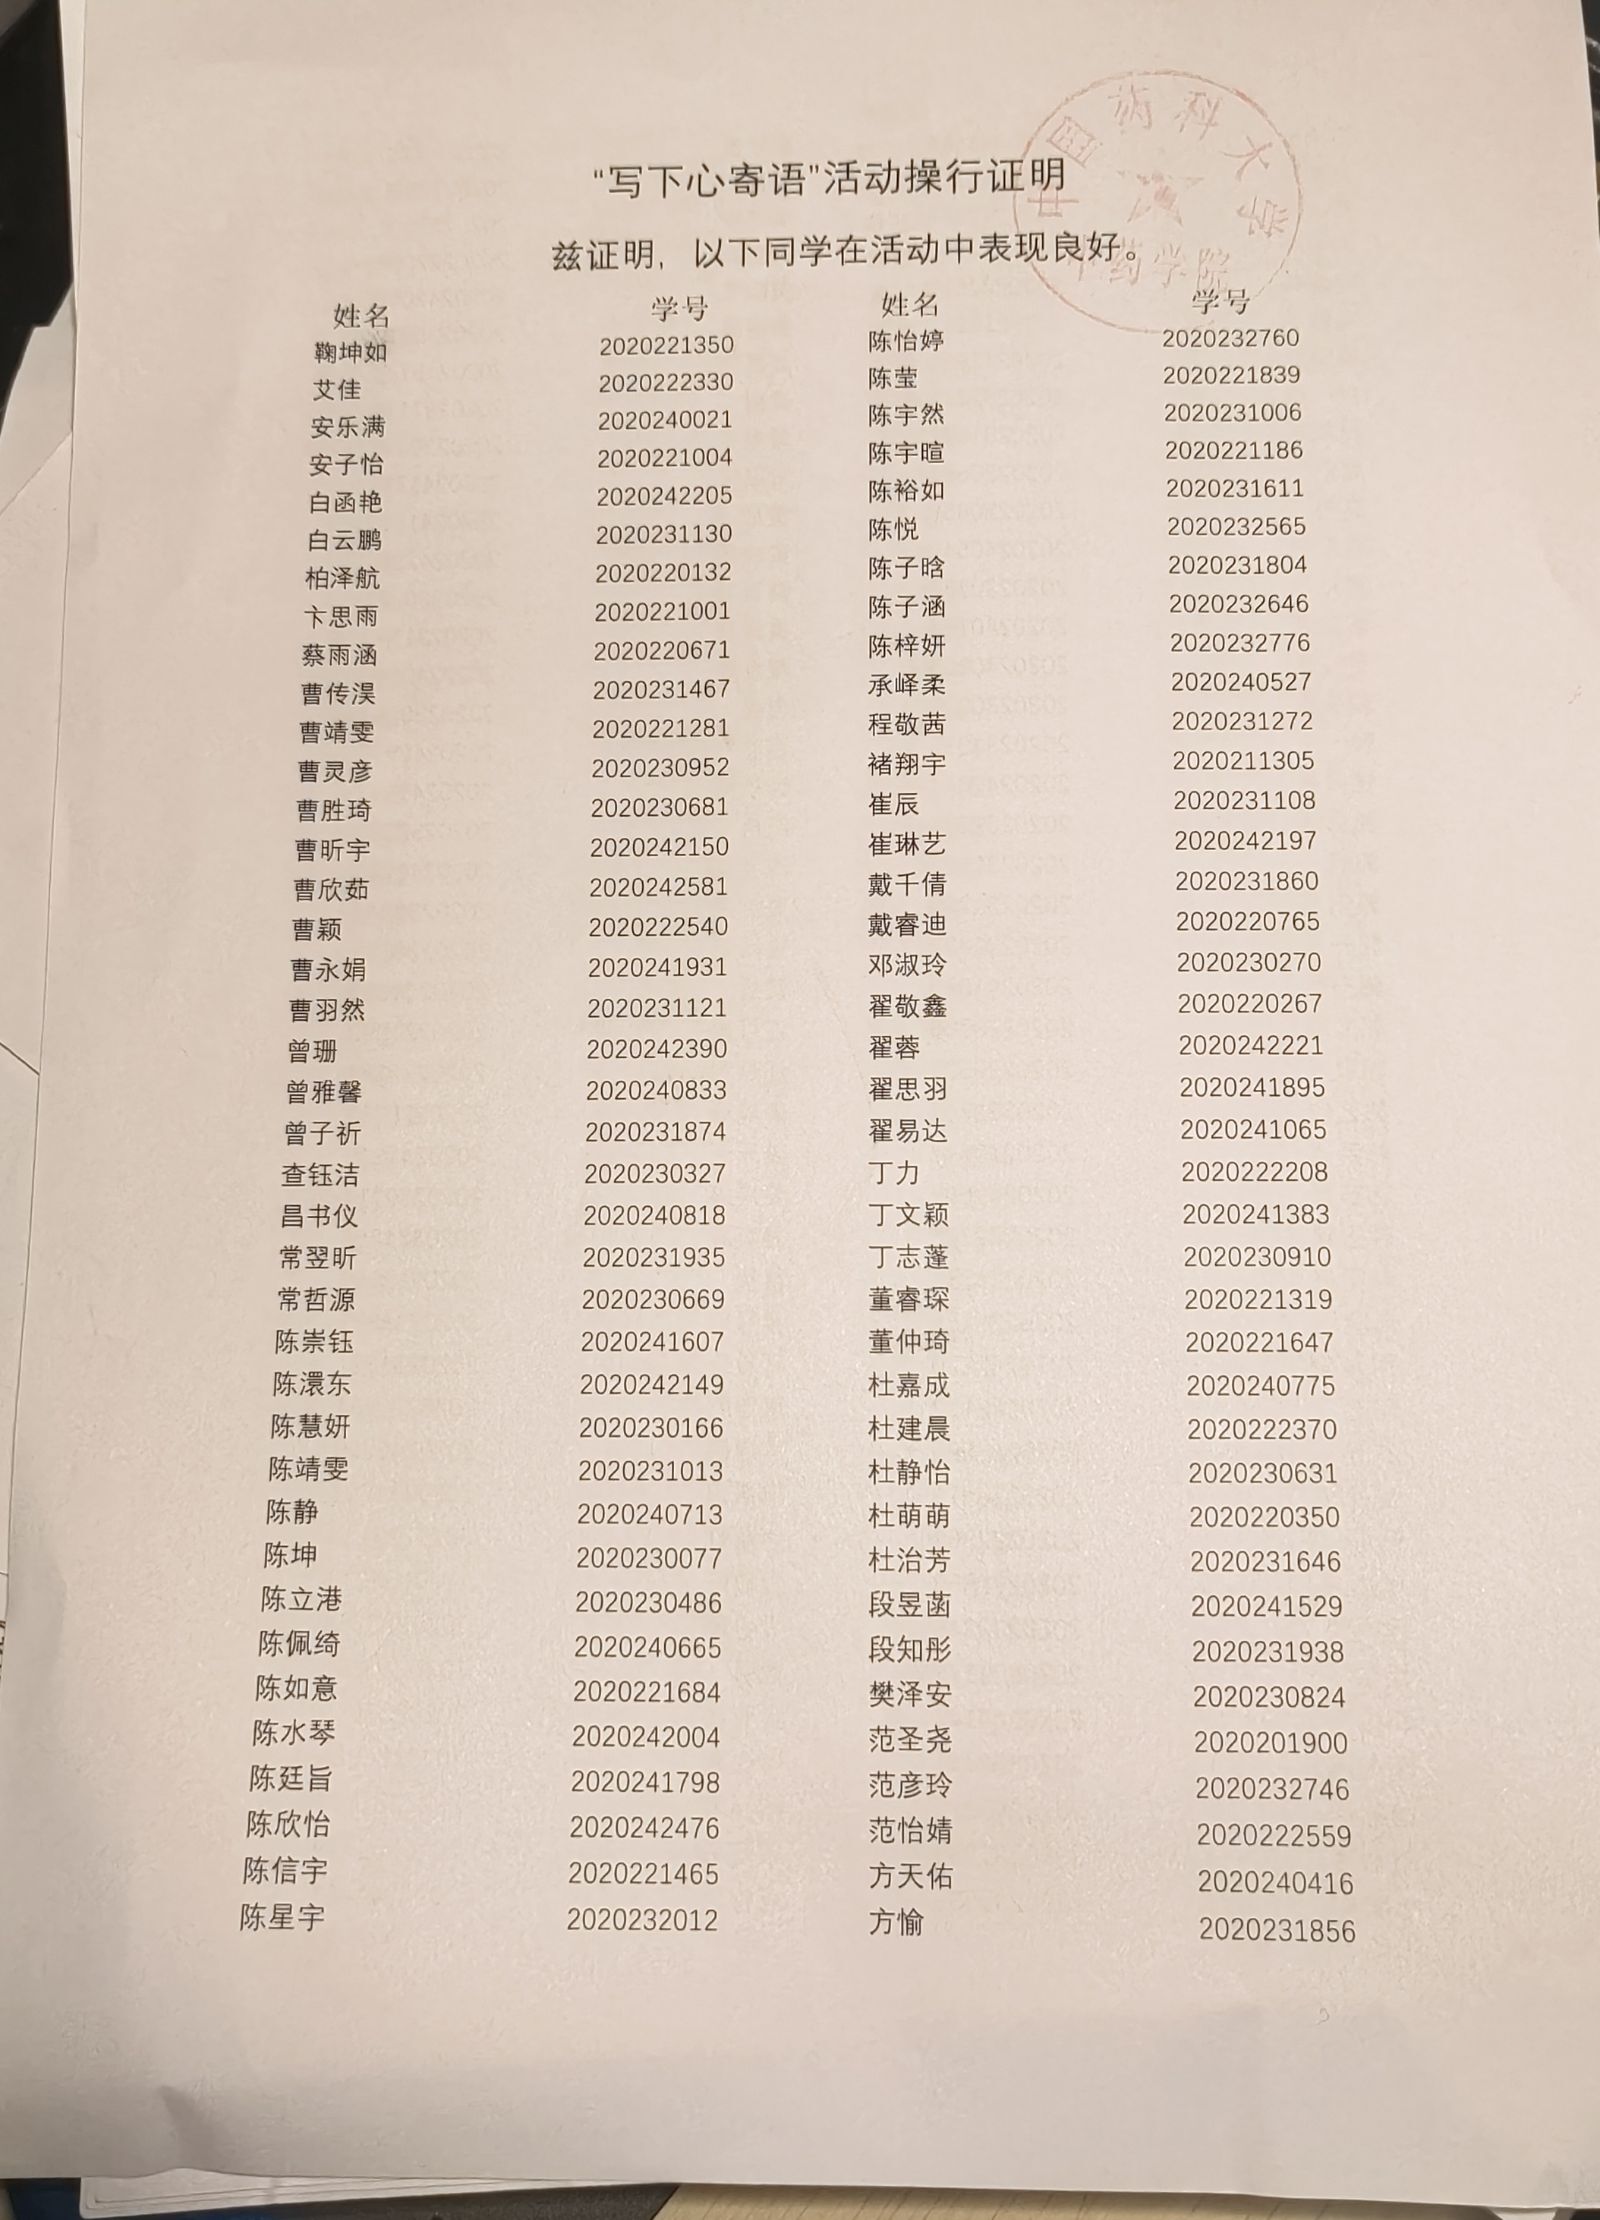 中国药科大学
中药学院
“写下心寄语”活动操行证明
兹证明，以下同学在活动中表现良好。
姓名 学号 姓名 学号
鞠坤如 2020221350 陈怡婷 2020232760
艾佳 2020222330 陈莹 2020221839
安乐满 2020240021 陈宇然 2020231006
安子怡 2020221004 陈宇暄 2020221186
白函艳 2020242205 陈裕如 2020231611
白云鹏 2020231130 陈悦 2020232565
柏泽航 2020220132 陈子晗 2020231804
卞思雨 2020221001 陈子涵 2020232646
蔡雨涵 2020220671 陈梓妍 2020232776
曹传淏 2020231467 承峄柔 2020240527
曹靖雯 2020221281 程敬茜 2020231272
曹灵彦 2020230952 褚翔宇 2020211305
曹胜琦 2020230681 崔辰 2020231108
曹昕宇 2020242150 崔琳艺 2020242197
曹欣茹 2020242581 戴千倩 2020231860
曹颖 2020222540 戴睿迪 2020220765
曹永娟 2020241931 邓淑玲 2020230270
曹羽然 2020231121 翟敬鑫 2020220267
曾珊 2020242390 翟蓉 2020242221
曾雅馨 2020240833 翟思羽 2020241895
曾子祈 2020231874 翟易达 2020241065
查钰洁 2020230327 丁力 2020222208
昌书仪 2020240818 丁文颖 2020241383
常翌昕 2020231935 丁志蓬 2020230910
常哲源 2020230669 董睿琛 2020221319
陈崇钰 2020241607 董仲琦 2020221647
陈澴东 2020242149 杜嘉成 2020240775
陈慧妍 2020230166 杜建晨 2020222370
陈靖雯 2020231013 杜静怡 2020230631
陈静 2020240713 杜萌萌 2020220350
陈坤 2020230077 杜治芳 2020231646
陈立港 2020230486 段昱菡 2020241529
陈佩绮 2020240665 段知彤 2020231938
陈如意 2020221684 樊泽安 2020230824
陈水琴 2020242004 范圣尧 2020201900
陈廷旨 2020241798 范彦玲 2020232746
陈欣怡 2020242476 范怡婧 2020222559
陈信宇 2020221465 方天佑 2020240416
陈星宇 2020232012 方愉 2020231856